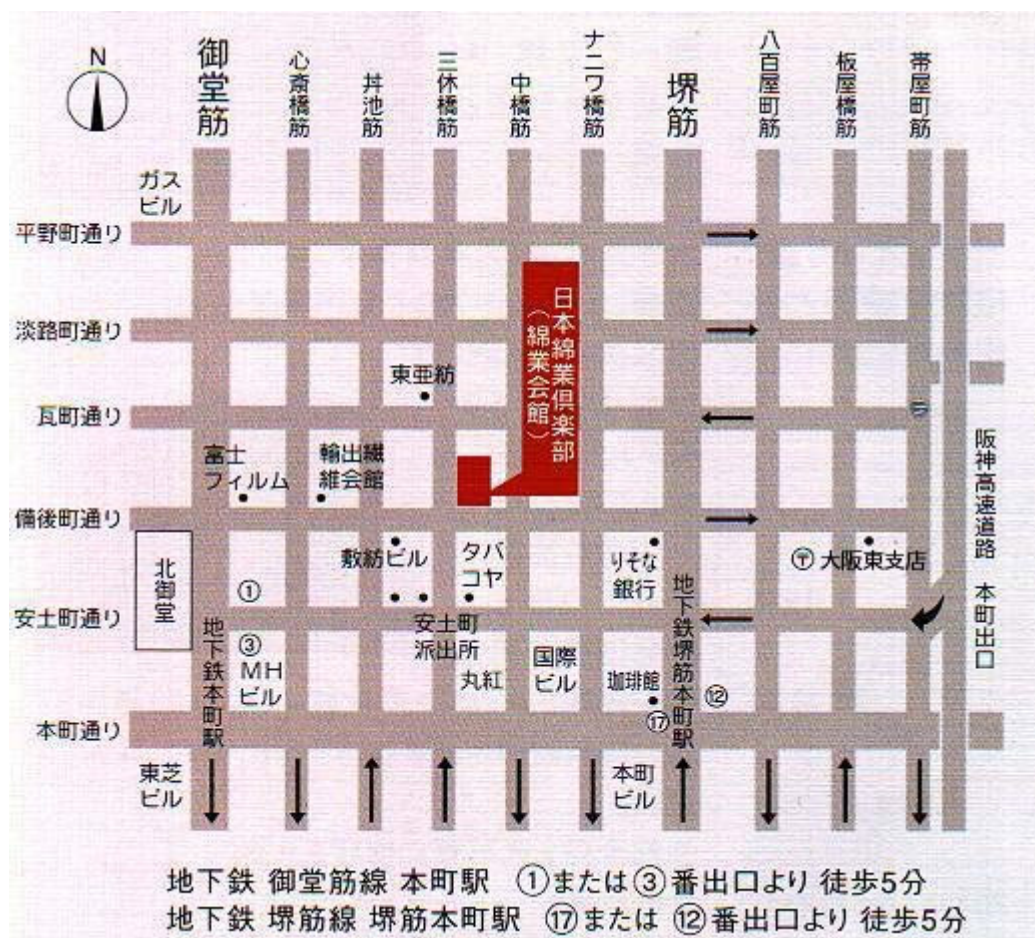 N
御堂筋
心斎橋筋
丼池筋
三休橋筋
中橋筋
ナニワ橋筋
堺筋
八百屋町筋
板屋橋筋
帯屋町筋
ガス
ビル
平野町通り
淡路町通り
日本綿業倶楽部
（綿業会館）
東亜紡
瓦町通り
富士
フィルム
輸出繊
維会館
阪神高速道路 本町出口
備後町通り
北御堂
敷紡ビル
タバ
コヤ
りそな
銀行
〒大阪東支店
①
安土町通り
地下鉄本町駅
③
MH
ビル
安土町
派出所
丸紅
国際
ビル
珈琲館
地下鉄堺筋本町駅
⑫
⑰
本町通り
東芝
ビル
本町
ビル
地下鉄 御堂筋線 本町駅 ①または③番出口より 徒歩5分
地下鉄 堺筋線 堺筋本町駅 ⑰または ⑫番出口より 徒歩5分